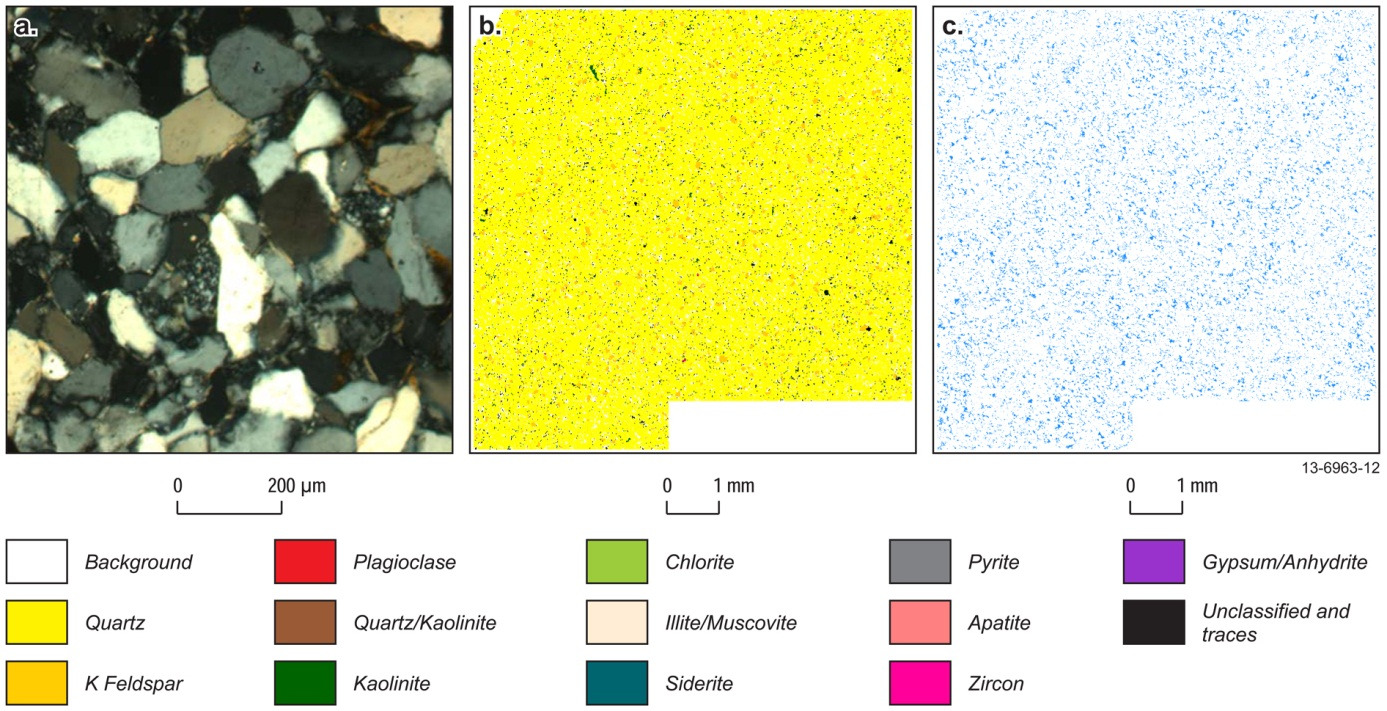 a.
b.
c.
13-6963-12
0 200 µm
0 1 mm
0 1 mm
Background
Plagioclase
Chlorite
Pyrite
Gypsum/Anhydrite
Quartz
Quartz/Kaolinite
Illite/Muscovite
Apatite
Unclassified and
traces
K Feldspar
Kaolinite
Siderite
Zircon